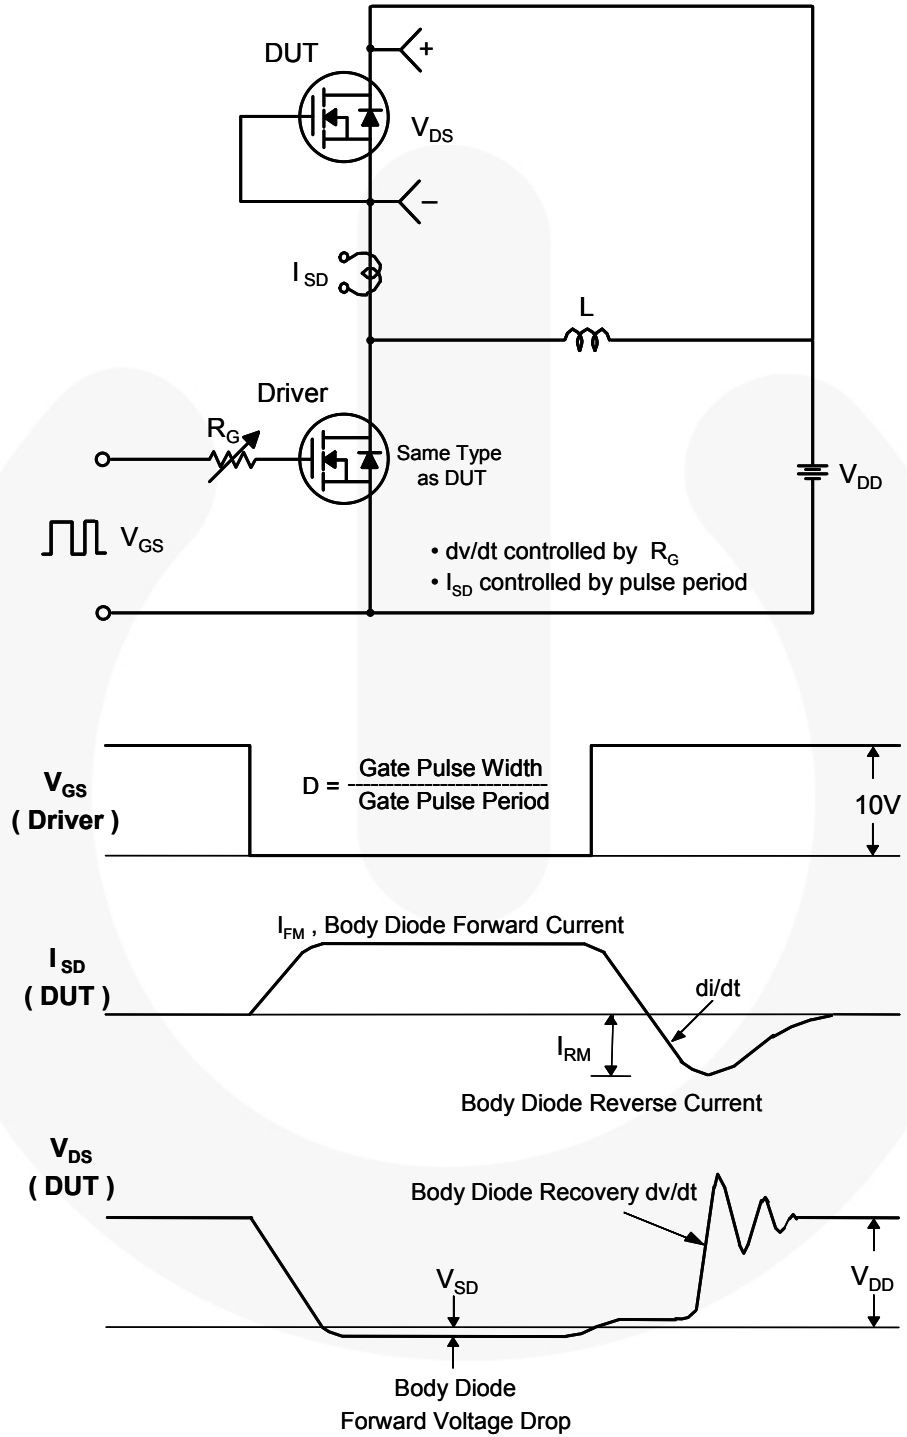 DUT
+
V_DS
−
I_SD
L
Driver
R_G
Same Type
as DUT
V_DD
V_GS
• dv/dt controlled by R_G
• I_SD controlled by pulse period
V_GS
( Driver )
D = Gate Pulse Width
Gate Pulse Period
10V
I_FM , Body Diode Forward Current
I_SD
( DUT )
di/dt
I_RM
Body Diode Reverse Current
V_DS
( DUT )
Body Diode Recovery dv/dt
V_SD
V_DD
Body Diode
Forward Voltage Drop